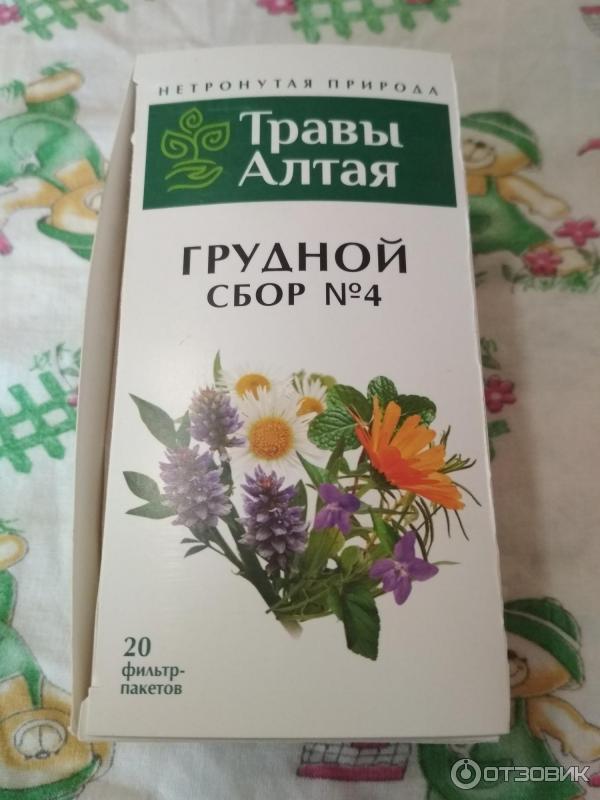 НЕТРОНУТАЯ ПРИРОДА
Травы
Алтая
ГРУДНОЙ
СБОР №4
20
фильтр-
пакетов
ОТЗОВИК